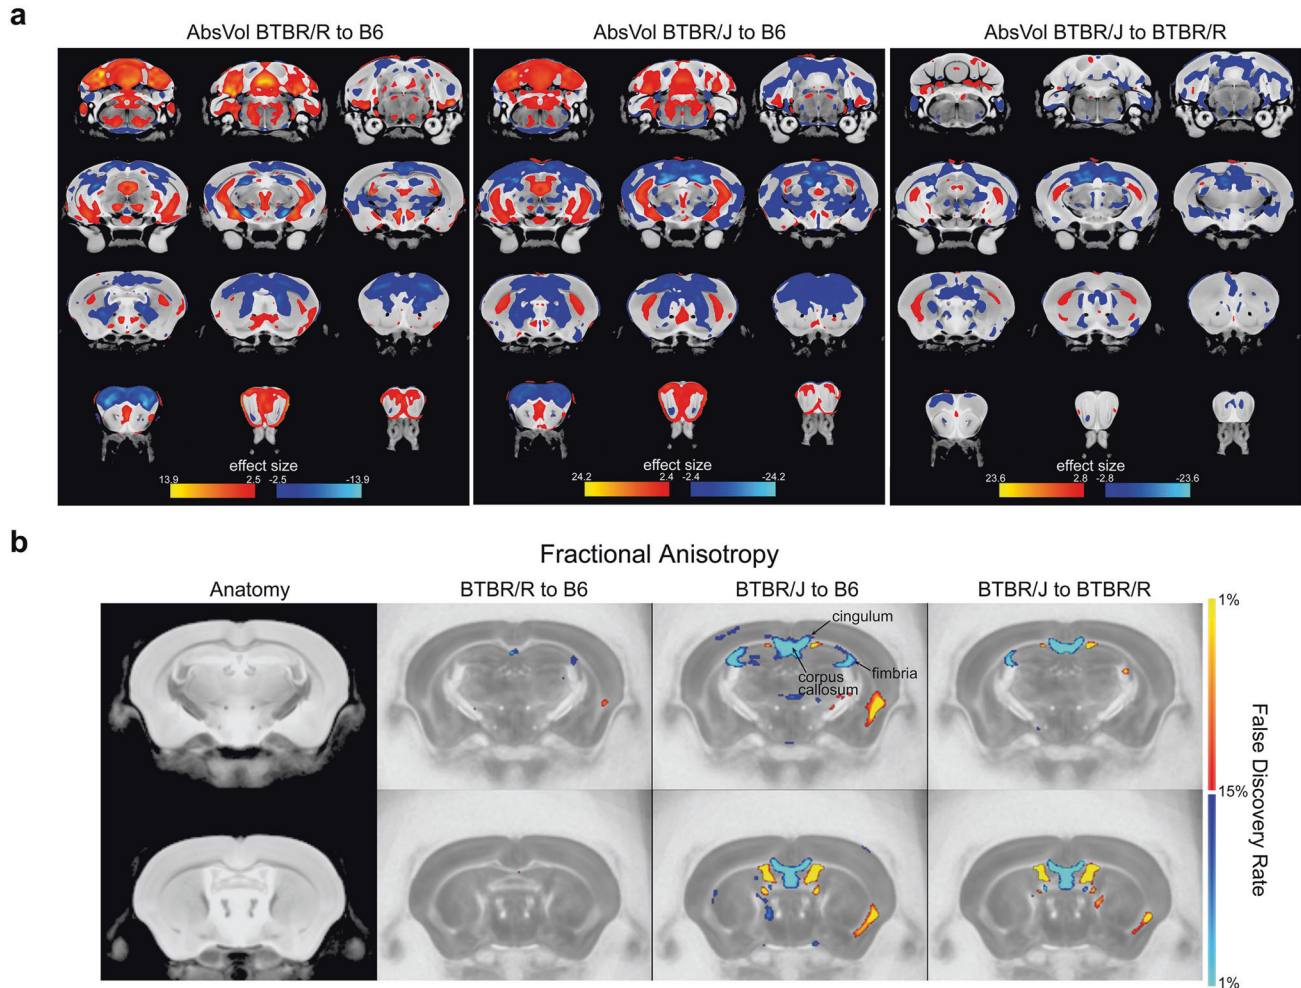 a
AbsVol BTBR/R to B6
AbsVol BTBR/J to B6
AbsVol BTBR/J to BTBR/R
effect size
13.9 2.5 -2.5 -13.9
effect size
24.2 2.4 -2.4 -24.2
effect size
23.6 2.8 -2.8 -23.6
b
Fractional Anisotropy
Anatomy
BTBR/R to B6
BTBR/J to B6
BTBR/J to BTBR/R
cingulum
fimbria
corpus
callosum
1%
15%
1%
False Discovery Rate